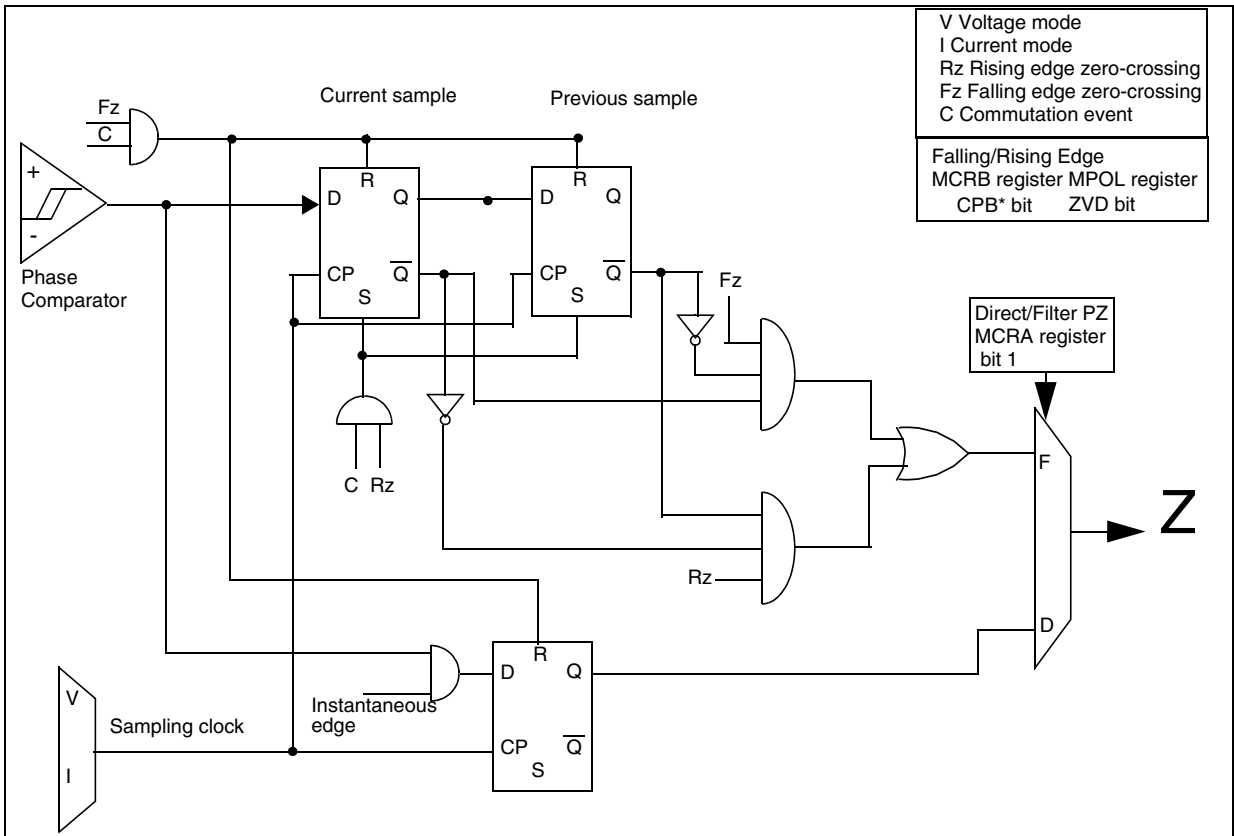 V Voltage mode
I Current mode
Rz Rising edge zero-crossing
Fz Falling edge zero-crossing
C Commutation event
Falling/Rising Edge
MCRB register MPOL register
CPB* bit ZVD bit
Current sample
Previous sample
Fz
C
+
-
Phase
Comparator
R
D Q
CP Q
S
R
D Q
CP Q
S
Fz
C Rz
Direct/Filter PZ
MCRA register
bit 1
F
Z
Rz
D
R
D Q
Instantaneous
edge
CP Q
S
V
Sampling clock
I